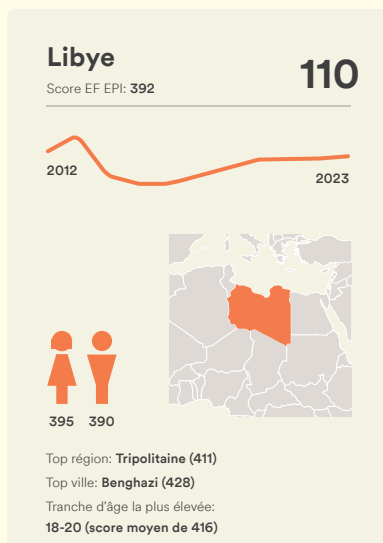 Libye
110
Score EF EPI: 392
2012
2023
395 390
Top région: Tripolitaine (411)
Top ville: Benghazi (428)
Tranche d'âge la plus élevée:
18-20 (score moyen de 416)